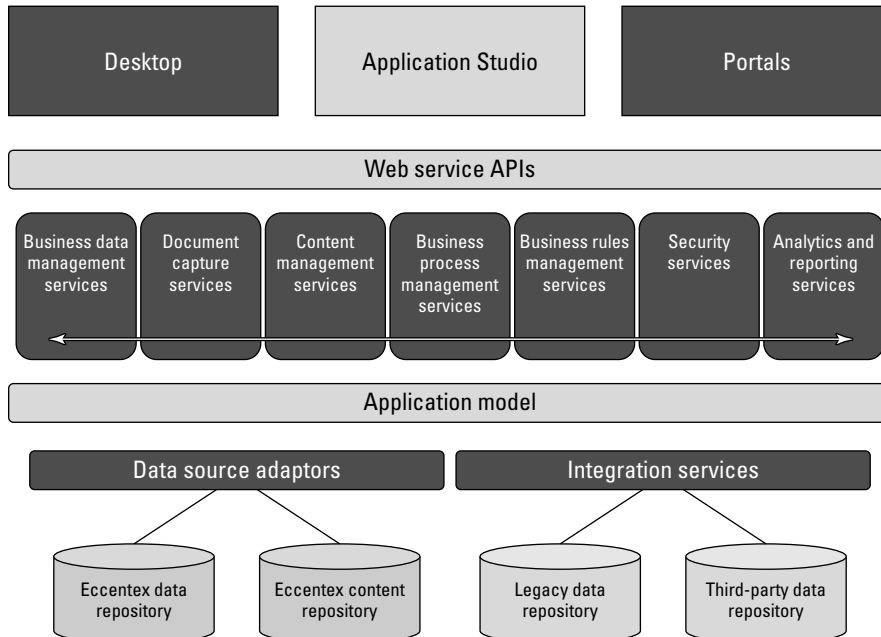 Desktop
Application Studio
Portals
Web service APIs
Business data
management
services
Document
capture
services
Content
management
services
Business
process
management
services
Business rules
management
services
Security
services
Analytics and
reporting
services
Application model
Data source adaptors
Integration services
Eccentex data
repository
Eccentex content
repository
Legacy data
repository
Third-party data
repository